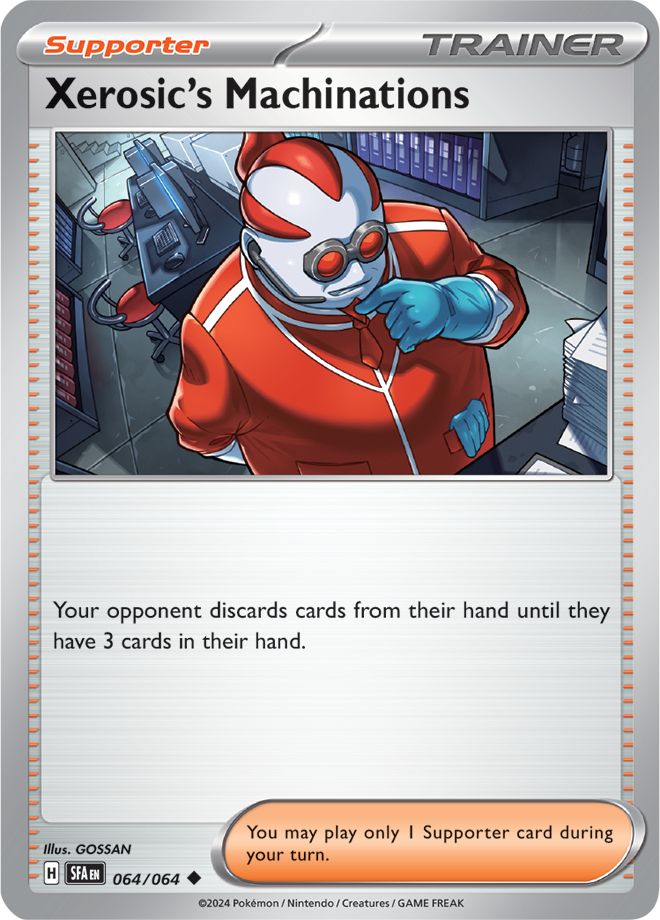 Supporter
TRAINER
Xerosic's Machinations
Your opponent discards cards from their hand until they
have 3 cards in their hand.
You may play only 1 Supporter card during
your turn.
Illus. GOSSAN
H SFA EN 064/064 ◆
©2024 Pokémon / Nintendo / Creatures / GAME FREAK